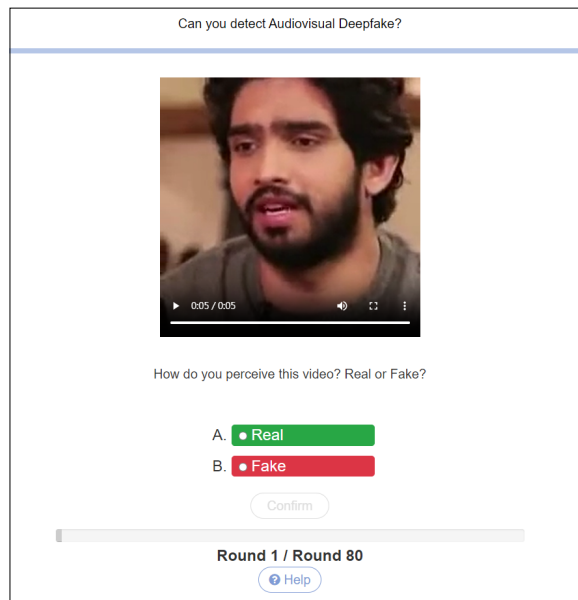 Can you detect Audiovisual Deepfake?
0:05 / 0:05
How do you perceive this video? Real or Fake?
A. Real
B. Fake
Confirm
Round 1 / Round 80
? Help